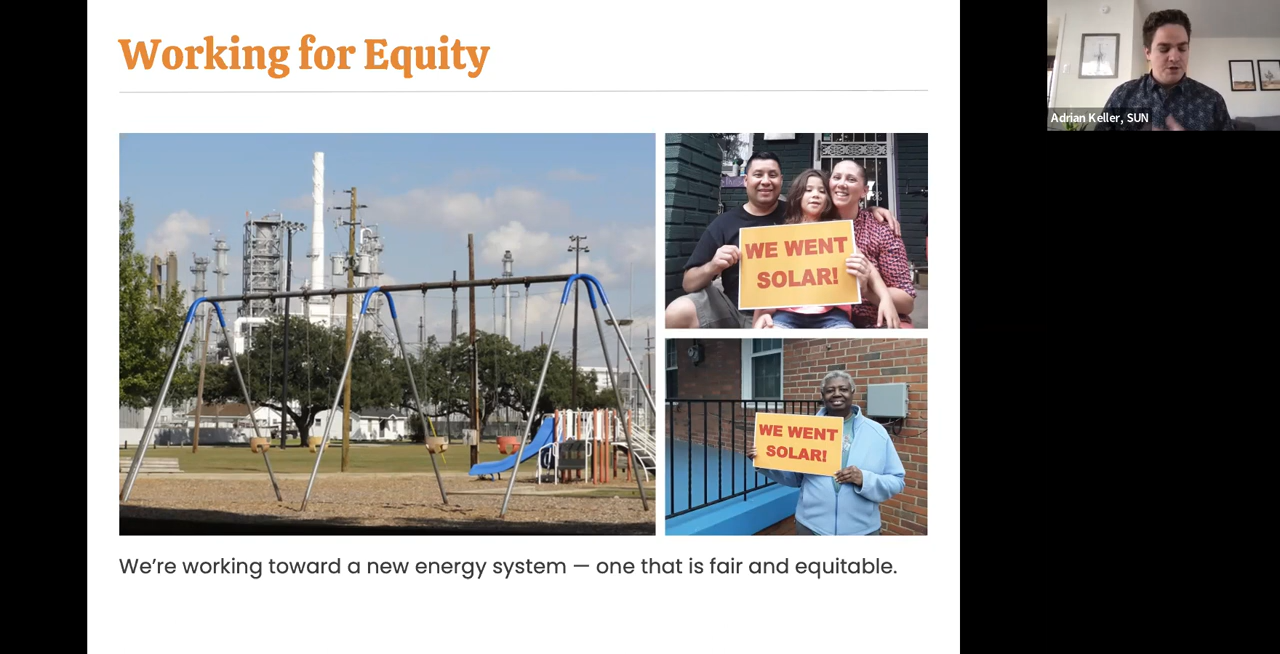 Working for Equity
WE WENT
SOLAR!
WE WENT
SOLAR!
We’re working toward a new energy system — one that is fair and equitable.
Adrian Keller, SUN